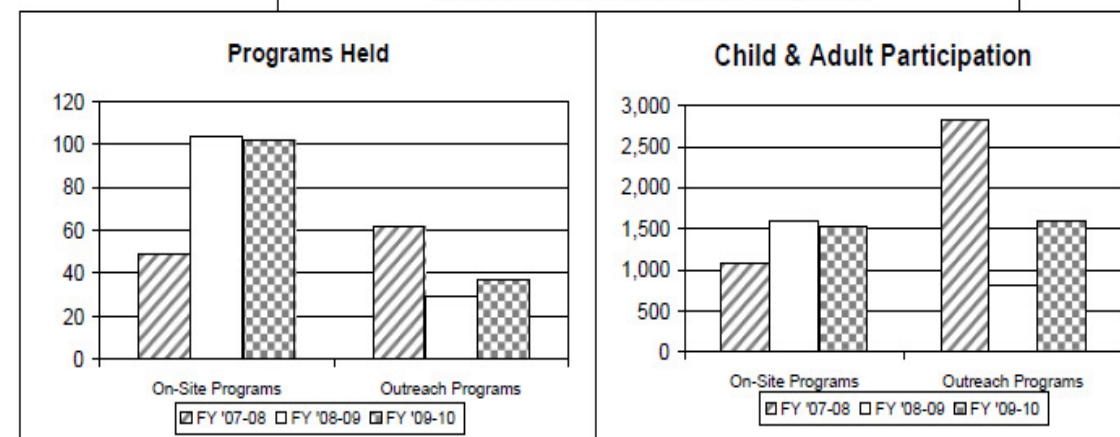 Programs Held
120
100
80
60
40
20
0
On-Site Programs Outreach Programs
FY '07-08 FY '08-09 FY '09-10
Child & Adult Participation
3,000
2,500
2,000
1,500
1,000
500
0
On-Site Programs Outreach Programs
FY '07-08 FY '08-09 FY '09-10